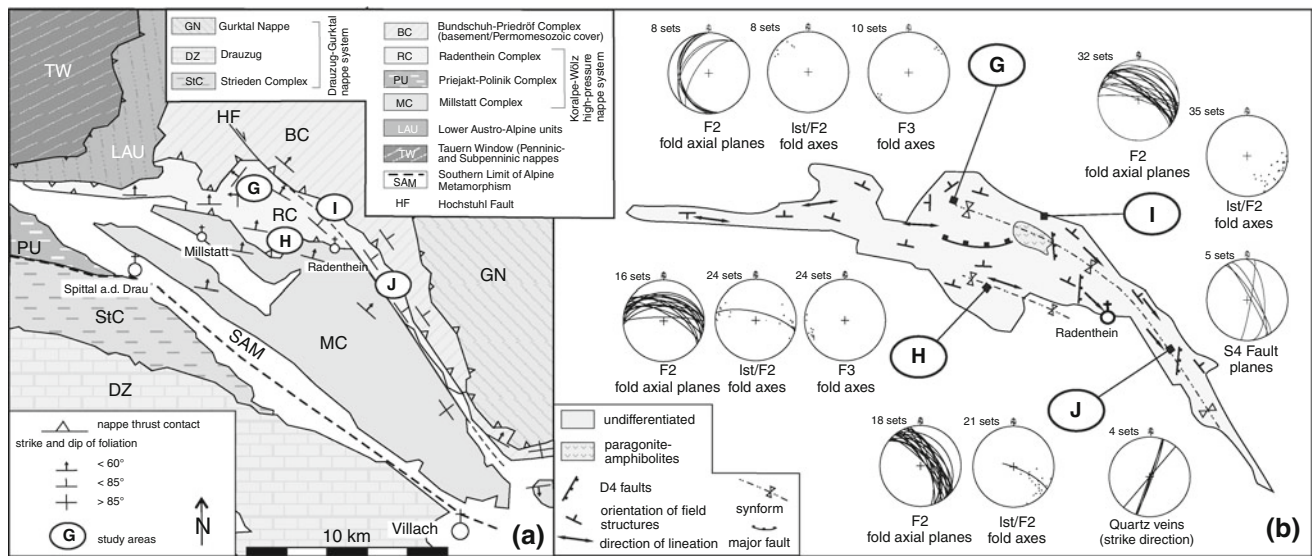 GN Gurktal Nappe
DZ Drauzug
StC Strieden Complex
Drauzug-Gurktal
nappe system
BC Bundschuh-Priedröf Complex
(basement/Permomesozoic cover)
RC Radenthein Complex
PU Priejakt-Polinik Complex
MC Millstatt Complex
Koralpe-Wölz
high-pressure
nappe system
LAU Lower Austro-Alpine units
TW Tauern Window (Penninic-
and Subpenninic nappes
SAM Southern Limit of Alpine
Metamorphism
HF Hochstuhl Fault
TW
LAU
HF
BC
G
I
RC
H
Millstatt
Radenthein
PU
J
GN
Spittal a.d. Drau
StC
SAM
MC
DZ
nappe thrust contact
strike and dip of foliation
< 60°
< 85°
> 85°
G study areas
N
10 km
Villach
(a)
8 sets
F2
fold axial planes
8 sets
lst/F2
fold axes
10 sets
F3
fold axes
G
32 sets
F2
fold axial planes
35 sets
lst/F2
fold axes
I
5 sets
S4 Fault
planes
16 sets
F2
fold axial planes
24 sets
lst/F2
fold axes
24 sets
F3
fold axes
H
Radenthein
J
18 sets
F2
fold axial planes
21 sets
lst/F2
fold axes
4 sets
Quartz veins
(strike direction)
undifferentiated
paragonite-
amphibolites
D4 faults
orientation of field
structures
direction of lineation
synform
major fault
(b)